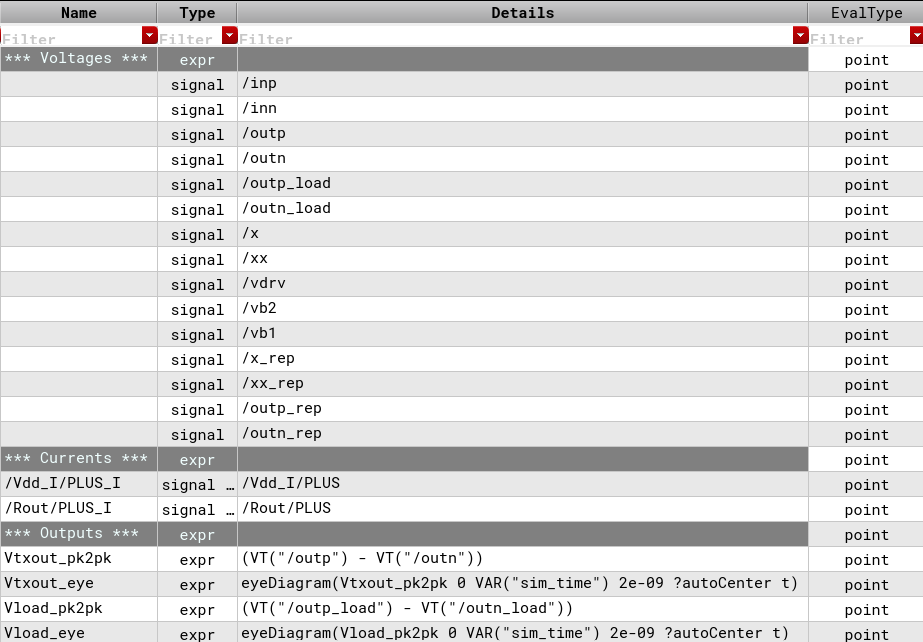 Name Type Details EvalType
Filter Filter Filter Filter
*** Voltages *** expr point
signal /inp point
signal /inn point
signal /outp point
signal /outn point
signal /outp_load point
signal /outn_load point
signal /x point
signal /xx point
signal /vdrv point
signal /vb2 point
signal /vb1 point
signal /x_rep point
signal /xx_rep point
signal /outp_rep point
signal /outn_rep point
*** Currents *** expr point
/Vdd_I/PLUS_I signal … /Vdd_I/PLUS point
/Rout/PLUS_I signal … /Rout/PLUS point
*** Outputs *** expr point
Vtxout_pk2pk expr (VT("/outp") - VT("/outn")) point
Vtxout_eye expr eyeDiagram(Vtxout_pk2pk 0 VAR("sim_time") 2e-09 ?autoCenter t) point
Vload_pk2pk expr (VT("/outp_load") - VT("/outn_load")) point
Vload_eye expr eyeDiagram(Vload_pk2pk 0 VAR("sim_time") 2e-09 ?autoCenter t) point